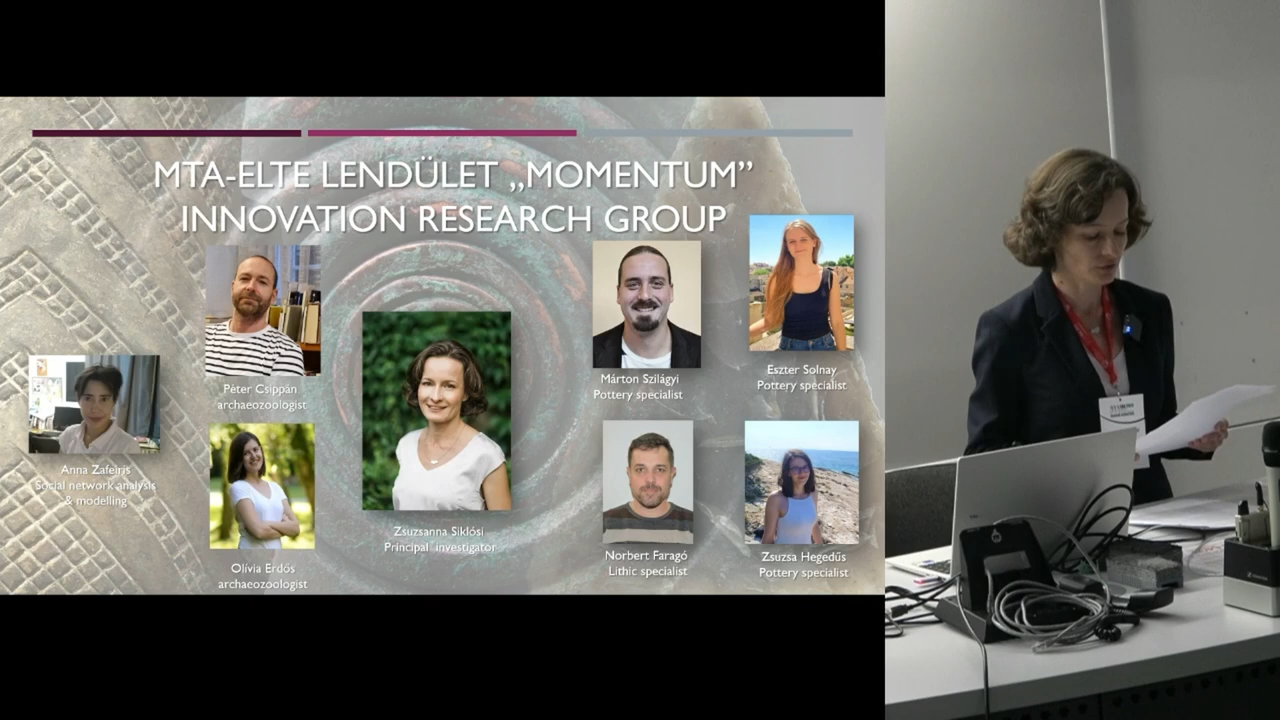 MTA-ELTE LENDÜLET „MOMENTUM”
INNOVATION RESEARCH GROUP
Péter Csippán
archaeozoologist
Márton Szilágyi
Pottery specialist
Eszter Solnay
Pottery specialist
Anna Zafeiris
Social network analysis
& modelling
Zsuzsanna Siklósi
Principal investigator
Olívia Erdős
archaeozoologist
Norbert Faragó
Lithic specialist
Zsuzsa Hegedűs
Pottery specialist